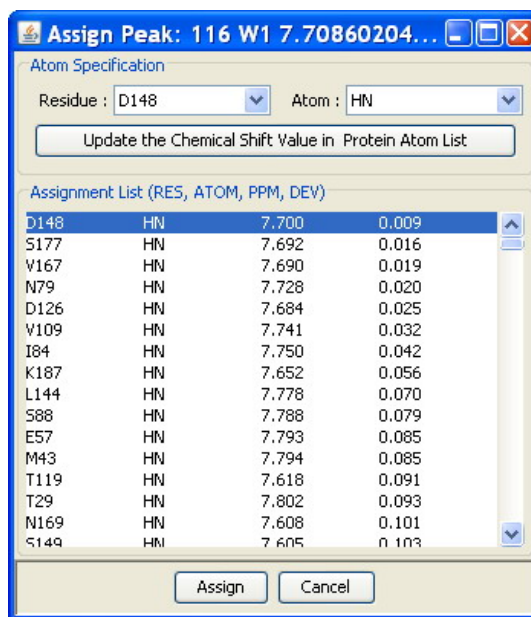 Assign Peak: 116 W1 7.70860204...
Atom Specification
Residue : D148 Atom : HN
Update the Chemical Shift Value in Protein Atom List
Assignment List (RES, ATOM, PPM, DEV)
D148 HN 7.700 0.009
S177 HN 7.692 0.016
V167 HN 7.690 0.019
N79 HN 7.728 0.020
D126 HN 7.684 0.025
V109 HN 7.741 0.032
I84 HN 7.750 0.042
K187 HN 7.652 0.056
L144 HN 7.778 0.070
S88 HN 7.788 0.079
E57 HN 7.793 0.085
M43 HN 7.794 0.085
T119 HN 7.618 0.091
T29 HN 7.802 0.093
N169 HN 7.608 0.101
S149 HN 7.605 0.103
Assign Cancel